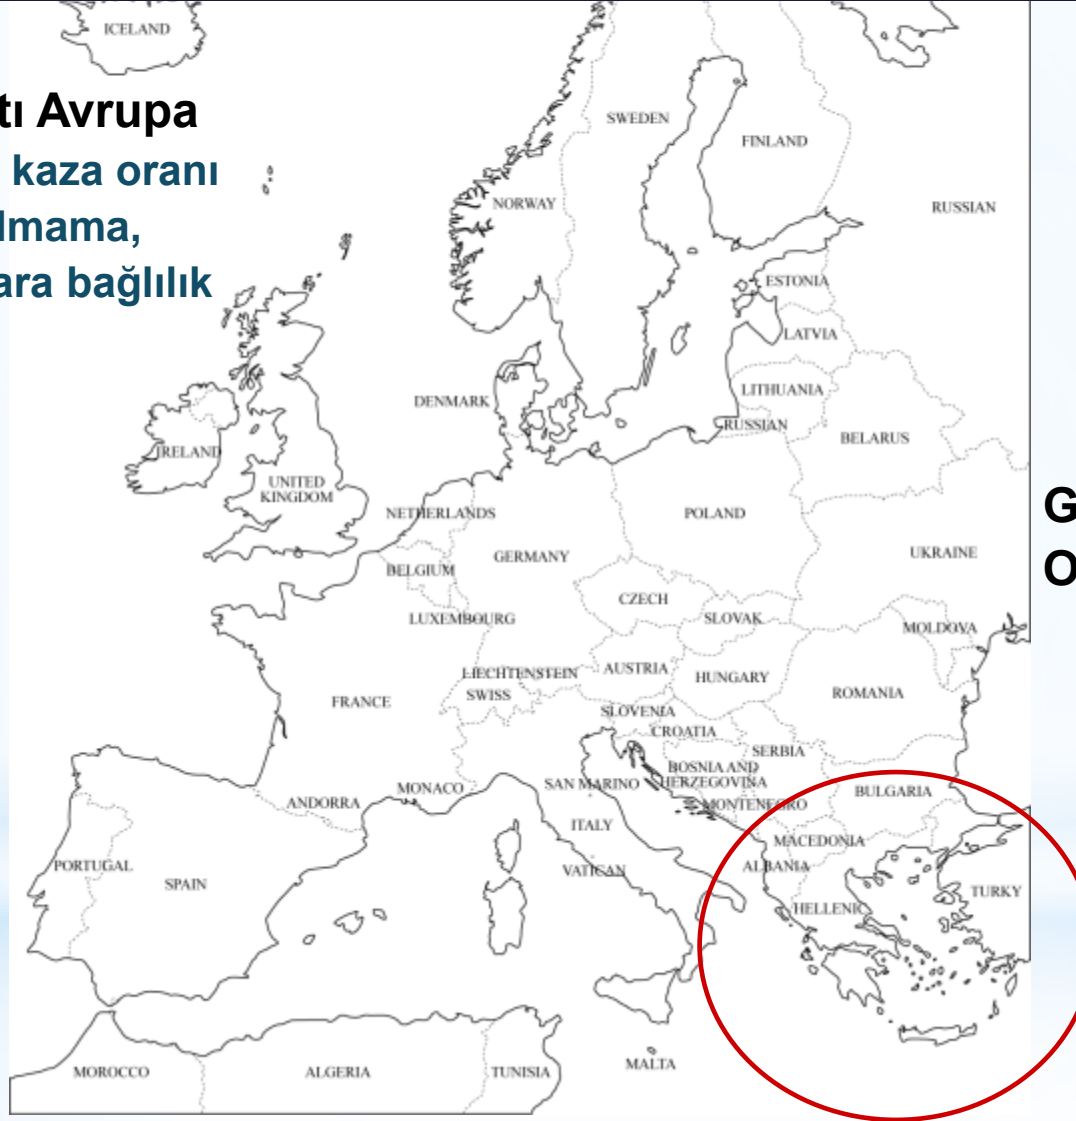 ICELAND
tı Avrupa
SWEDEN
FINLAND
kaza oranı
NORWAY
RUSSIAN
lmama,
ara bağlılık
ESTONIA
LATVIA
LITHUANIA
DENMARK
RUSSIAN
BELARUS
IRELAND
UNITED
KINGDOM
NETHERLANDS
POLAND
G
GERMANY
UKRAINE
O
BELGIUM
CZECH
LUXEMBOURG
SLOVAK
MOLDOVA
LIECHTENSTEIN
AUSTRIA
HUNGARY
SWISS
ROMANIA
FRANCE
SLOVENIA
CROATIA
SERBIA
BOSNIA AND
HERZEGOVINA
SAN MARINO
MONACO
BULGARIA
ANDORRA
MONTENEGRO
ITALY
MACEDONIA
PORTUGAL
ALBANIA
VATICAN
SPAIN
TURKY
HELLENIC
MALTA
MOROCCO
ALGERIA
TUNISIA